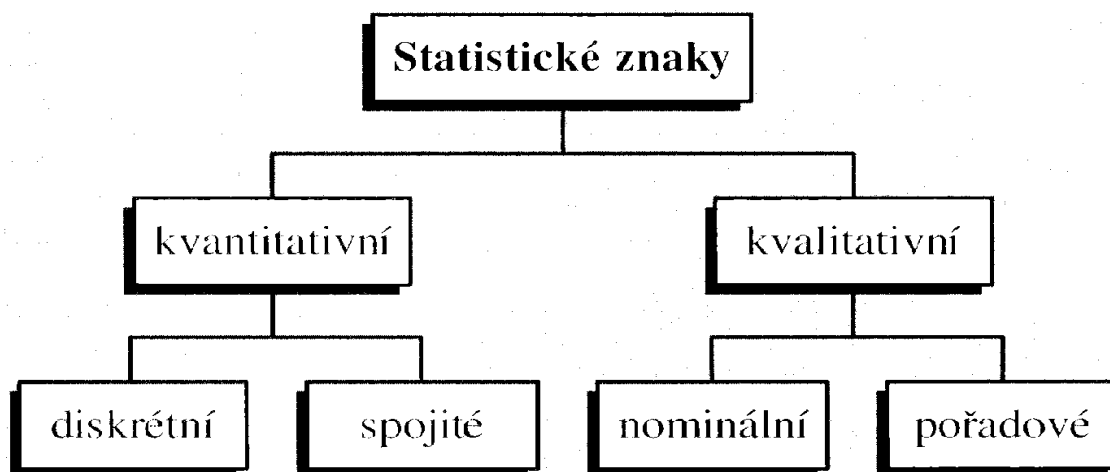 Statistické znaky
kvantitativní
kvalitativní
diskrétní
spojité
nominální
pořadové